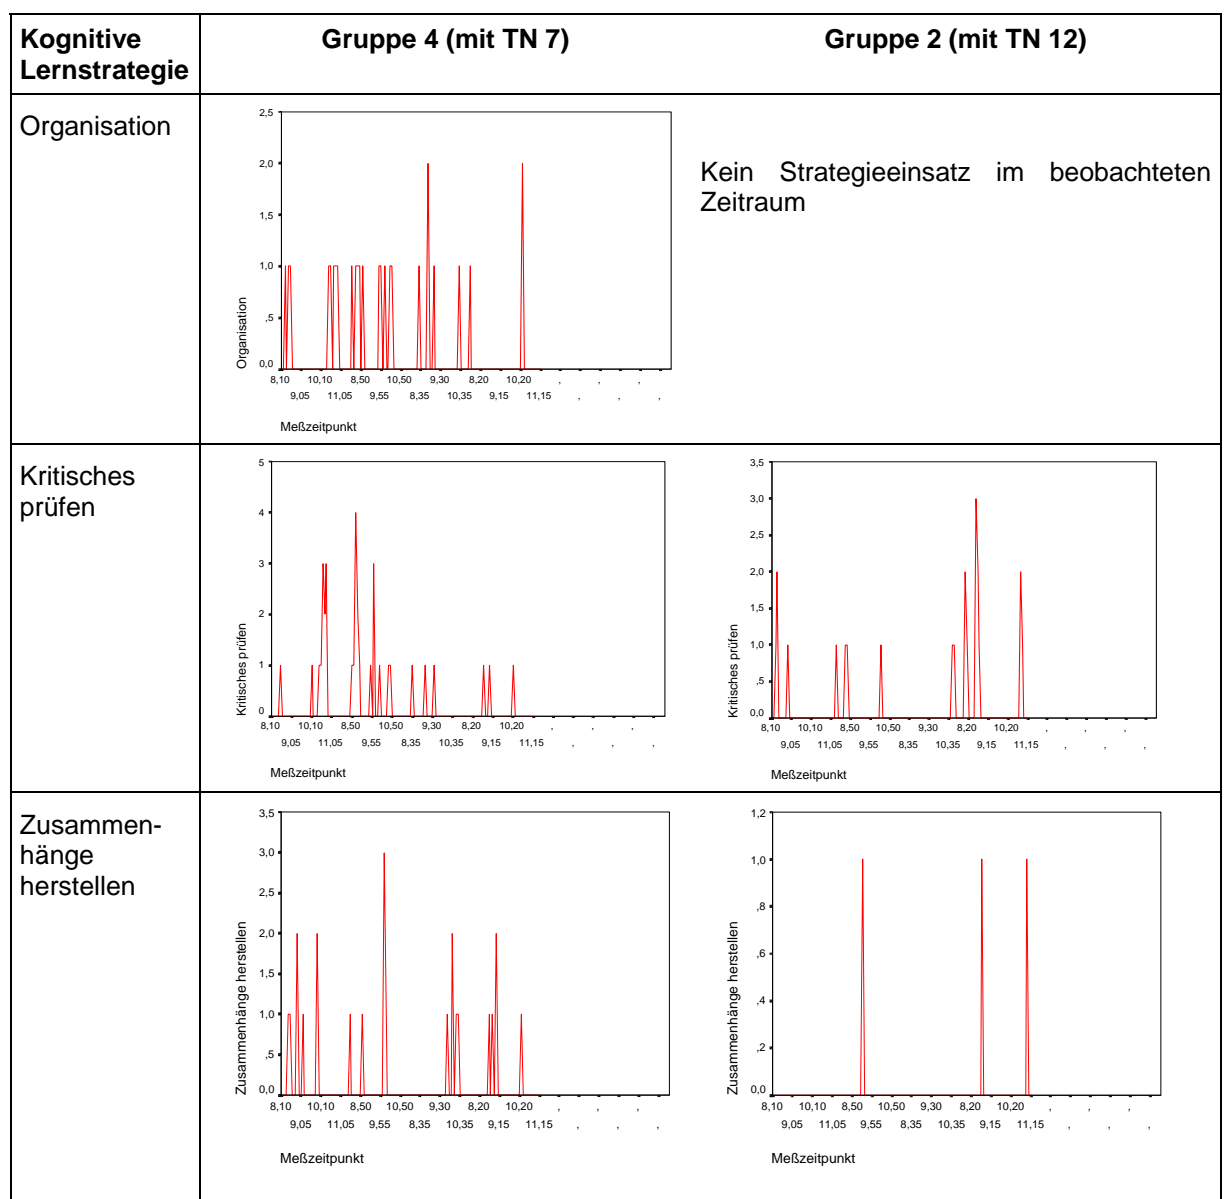 Kognitive Lernstrategie
Gruppe 4 (mit TN 7)
Gruppe 2 (mit TN 12)
Organisation
2,5
2,0
1,5
1,0
,5
0,0
Organisation
8,10 10,10 8,50 10,50 9,30 8,20 10,20 , , ,
9,05 11,05 9,55 8,35 10,35 9,15 11,15 , , ,
Meßzeitpunkt
Kein Strategieeinsatz im beobachteten
Zeitraum
Kritisches
prüfen
5
4
3
2
1
0
Kritisches prüfen
8,10 10,10 8,50 10,50 9,30 8,20 10,20 , , ,
9,05 11,05 9,55 8,35 10,35 9,15 11,15 , , ,
Meßzeitpunkt
3,5
3,0
2,5
2,0
1,5
1,0
,5
0,0
Kritisches prüfen
8,10 10,10 8,50 10,50 9,30 8,20 10,20 , , ,
9,05 11,05 9,55 8,35 10,35 9,15 11,15 , , ,
Meßzeitpunkt
Zusammen-
hänge
herstellen
3,5
3,0
2,5
2,0
1,5
1,0
,5
0,0
Zusammenhänge herstellen
8,10 10,10 8,50 10,50 9,30 8,20 10,20 , , ,
9,05 11,05 9,55 8,35 10,35 9,15 11,15 , , ,
Meßzeitpunkt
1,2
1,0
,8
,6
,4
,2
0,0
Zusammenhänge herstellen
8,10 10,10 8,50 10,50 9,30 8,20 10,20 , , ,
9,05 11,05 9,55 8,35 10,35 9,15 11,15 , , ,
Meßzeitpunkt